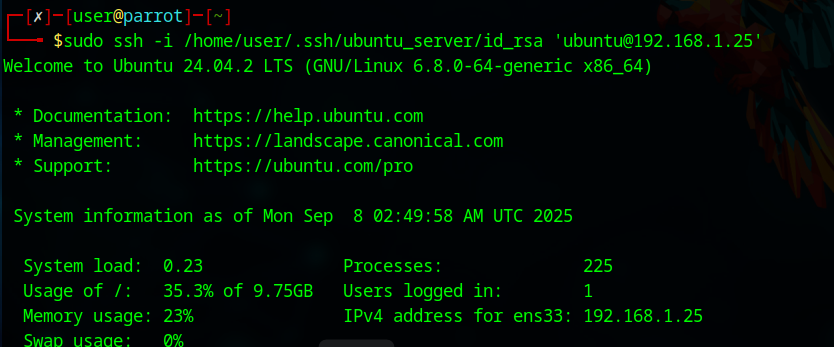 ┌─[✗]─[user@parrot]─[~]
└──╼ $sudo ssh -i /home/user/.ssh/ubuntu_server/id_rsa 'ubuntu@192.168.1.25'
Welcome to Ubuntu 24.04.2 LTS (GNU/Linux 6.8.0-64-generic x86_64)

 * Documentation:  https://help.ubuntu.com
 * Management:     https://landscape.canonical.com
 * Support:        https://ubuntu.com/pro

 System information as of Mon Sep  8 02:49:58 AM UTC 2025

  System load:  0.23              Processes:              225
  Usage of /:   35.3% of 9.75GB   Users logged in:        1
  Memory usage: 23%               IPv4 address for ens33: 192.168.1.25
  Swap usage:   0%